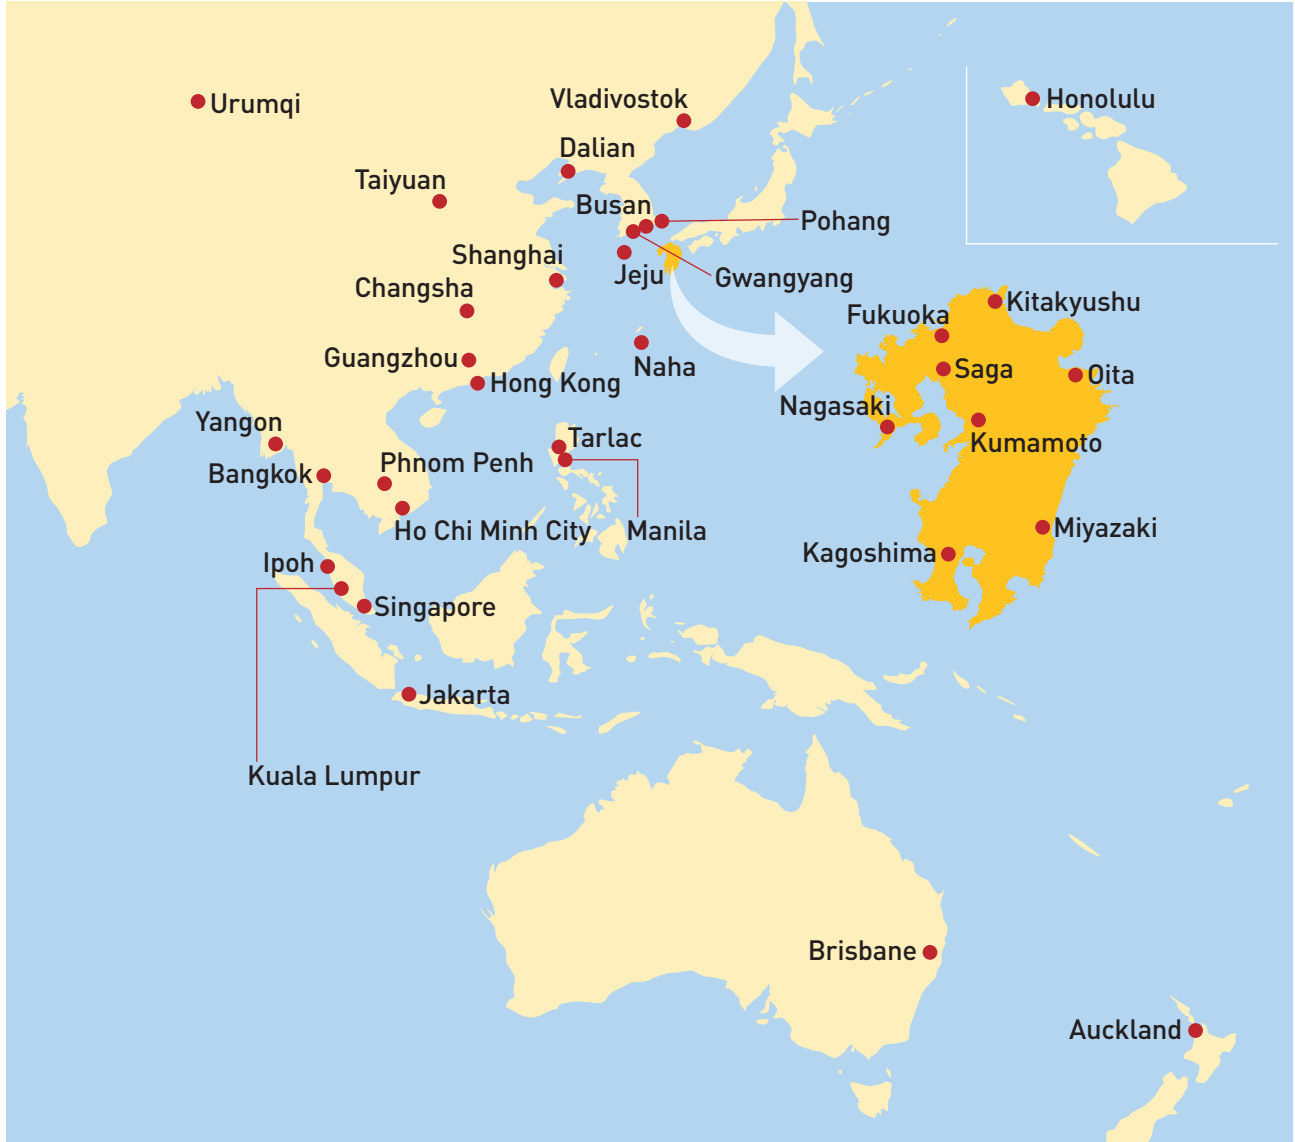 Urumqi
Vladivostok
Honolulu
Dalian
Taiyuan
Busan
Pohang
Shanghai
Jeju
Gwangyang
Changsha
Kitakyushu
Fukuoka
Guangzhou
Naha
Saga
Oita
Hong Kong
Nagasaki
Yangon
Tarlac
Kumamoto
Bangkok
Phnom Penh
Ho Chi Minh City
Manila
Miyazaki
Kagoshima
Ipoh
Singapore
Jakarta
Kuala Lumpur
Brisbane
Auckland